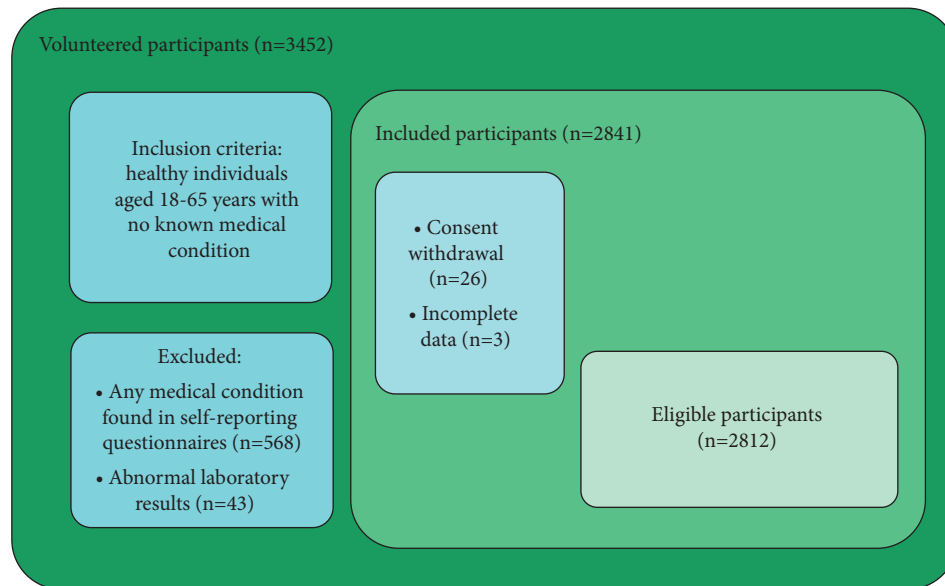 Volunteered participants (n=3452)
Inclusion criteria:
healthy individuals
aged 18-65 years with
no known medical
condition
Excluded:
• Any medical condition
found in self-reporting
questionnaires (n=568)
• Abnormal laboratory
results (n=43)
Included participants (n=2841)
• Consent
withdrawal
(n=26)
• Incomplete
data (n=3)
Eligible participants
(n=2812)